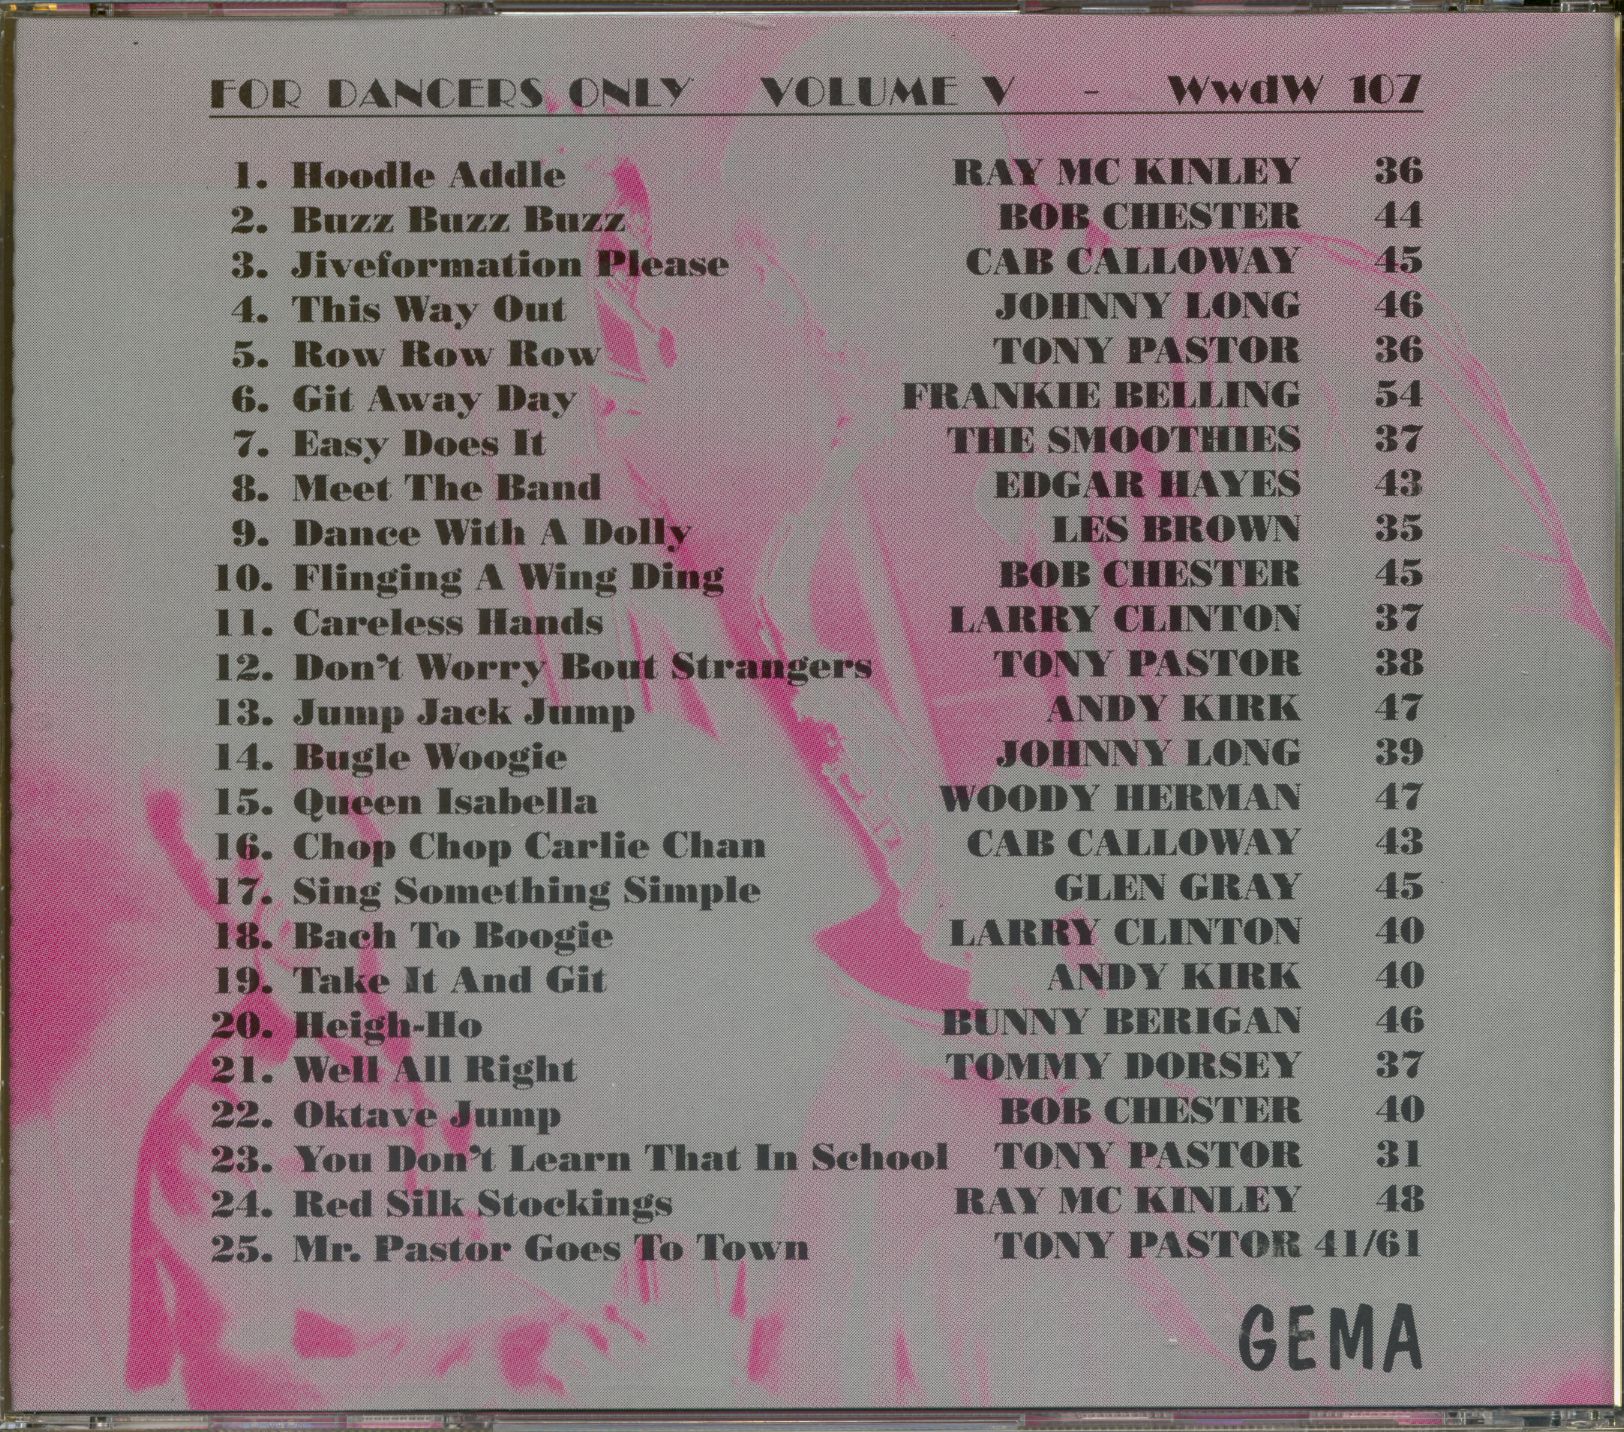 FOR DANCERS ONLY VOLUME V - WwdW 107
1. Hoodle Addle RAY MC KINLEY 36
2. Buzz Buzz Buzz BOB CHESTER 44
3. Jiveformation Please CAB CALLOWAY 45
4. This Way Out JOHNNY LONG 46
5. Row Row Row TONY PASTOR 36
6. Git Away Day FRANKIE BELLING 54
7. Easy Does It THE SMOOTHIES 37
8. Meet The Band EDGAR HAYES 43
9. Dance With A Dolly LES BROWN 35
10. Flinging A Wing Ding BOB CHESTER 45
11. Careless Hands LARRY CLINTON 37
12. Don't Worry Bout Strangers TONY PASTOR 38
13. Jump Jack Jump ANDY KIRK 47
14. Bugle Woogie JOHNNY LONG 39
15. Queen Isabella WOODY HERMAN 47
16. Chop Chop Carlie Chan CAB CALLOWAY 43
17. Sing Something Simple GLEN GRAY 45
18. Bach To Boogie LARRY CLINTON 40
19. Take It And Git ANDY KIRK 40
20. Heigh-Ho BUNNY BERIGAN 46
21. Well All Right TOMMY DORSEY 37
22. Oktave Jump BOB CHESTER 40
23. You Don't Learn That In School TONY PASTOR 31
24. Red Silk Stockings RAY MC KINLEY 48
25. Mr. Pastor Goes To Town TONY PASTOR 41/61
GEMA